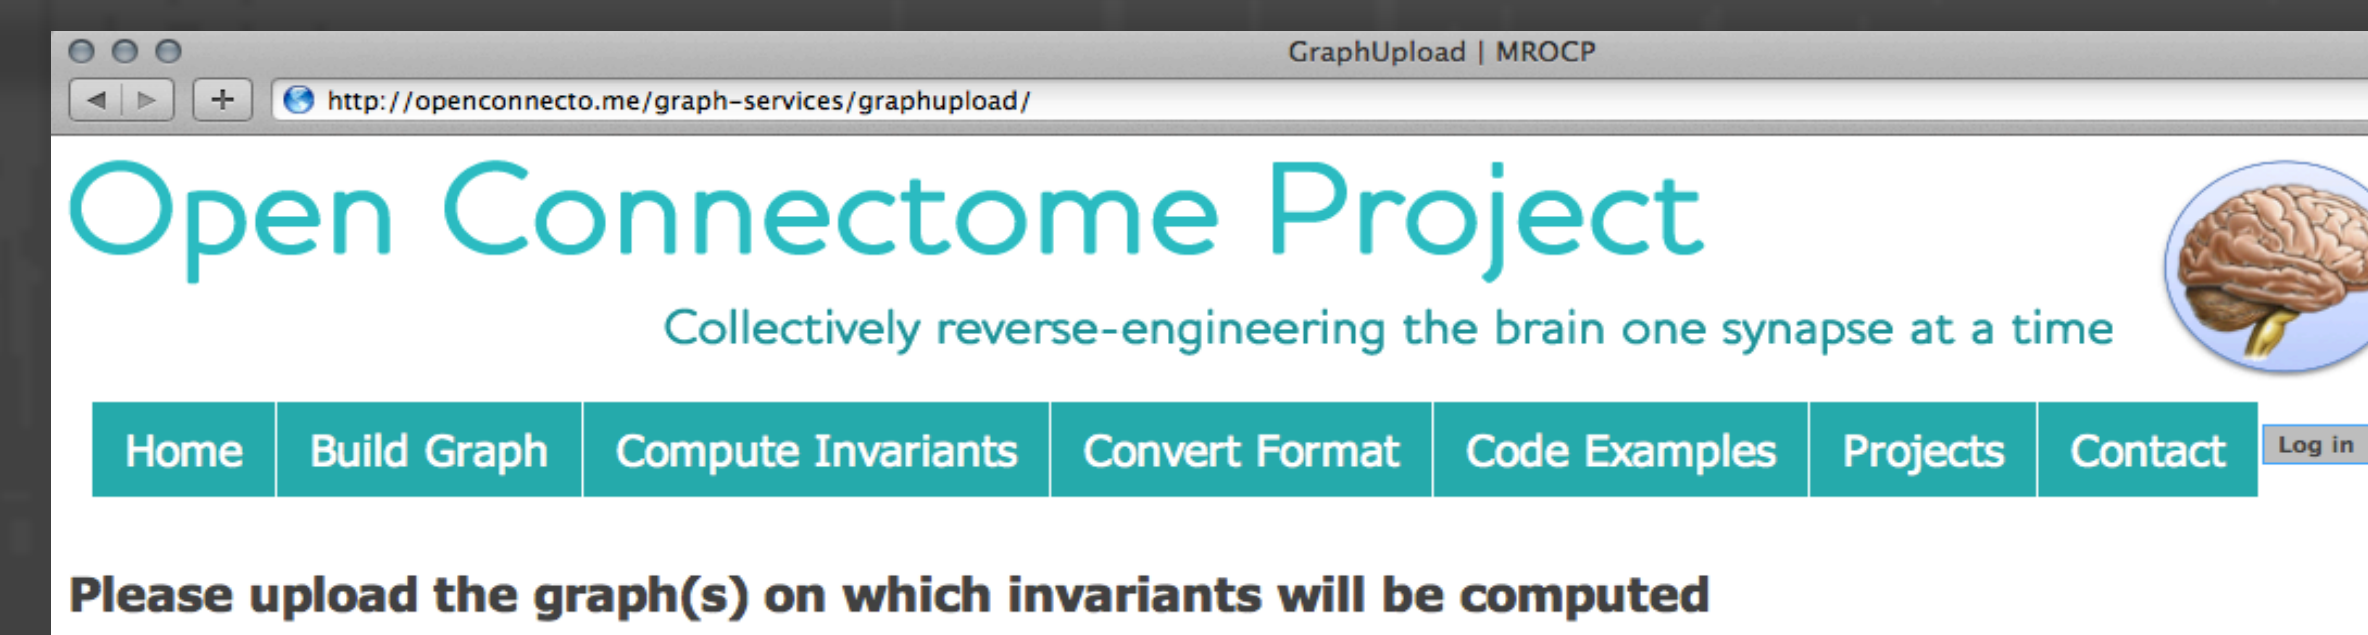 GraphUpload | MROCP
http://openconnecto.me/graph-services/graphupload/
Open Connectome Project
Collectively reverse-engineering the brain one synapse at a time
Home Build Graph Compute Invariants Convert Format Code Examples Projects Contact Log in
Please upload the graph(s) on which invariants will be computed